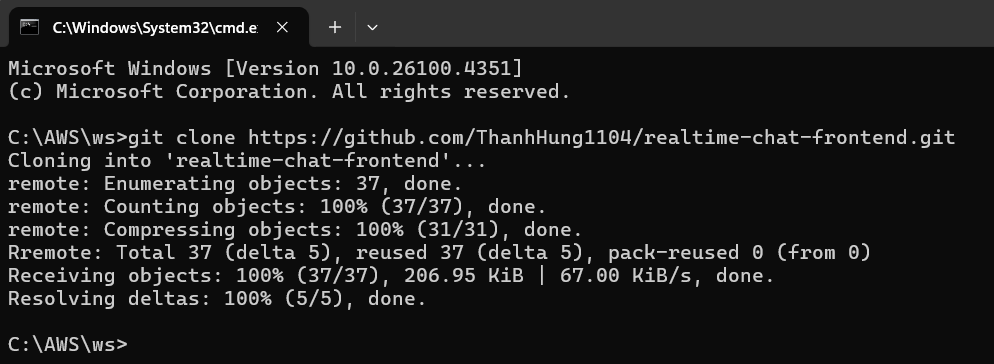 C:\Windows\System32\cmd.e
Microsoft Windows [Version 10.0.26100.4351]
(c) Microsoft Corporation. All rights reserved.
C:\AWS\ws>git clone https://github.com/ThanhHung1104/realtime-chat-frontend.git
Cloning into 'realtime-chat-frontend'...
remote: Enumerating objects: 37, done.
remote: Counting objects: 100% (37/37), done.
remote: Compressing objects: 100% (31/31), done.
Rremote: Total 37 (delta 5), reused 37 (delta 5), pack-reused 0 (from 0)
Receiving objects: 100% (37/37), 206.95 KiB | 67.00 KiB/s, done.
Resolving deltas: 100% (5/5), done.
C:\AWS\ws>